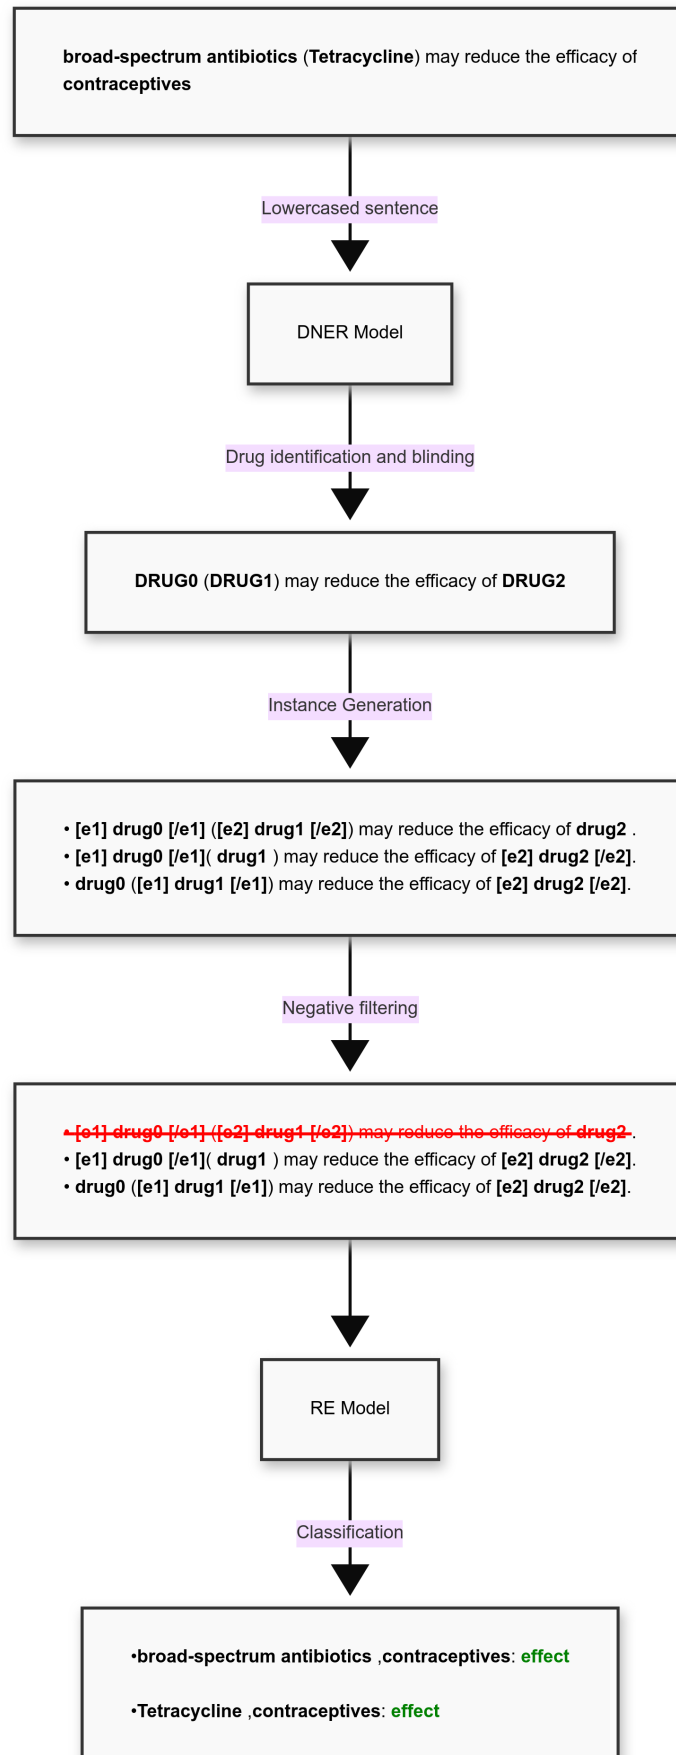 broad-spectrum antibiotics (Tetracycline) may reduce the efficacy of
contraceptives
Lowercased sentence
DNER Model
Drug identification and blinding
DRUG0 (DRUG1) may reduce the efficacy of DRUG2
Instance Generation
• [e1] drug0 [/e1] ([e2] drug1 [/e2]) may reduce the efficacy of drug2 .
• [e1] drug0 [/e1]( drug1 ) may reduce the efficacy of [e2] drug2 [/e2].
• drug0 ([e1] drug1 [/e1]) may reduce the efficacy of [e2] drug2 [/e2].
Negative filtering
• [e1] drug0 [/e1] ([e2] drug1 [/e2]) may reduce the efficacy of drug2 .
• [e1] drug0 [/e1]( drug1 ) may reduce the efficacy of [e2] drug2 [/e2].
• drug0 ([e1] drug1 [/e1]) may reduce the efficacy of [e2] drug2 [/e2].
RE Model
Classification
•broad-spectrum antibiotics ,contraceptives: effect
•Tetracycline ,contraceptives: effect